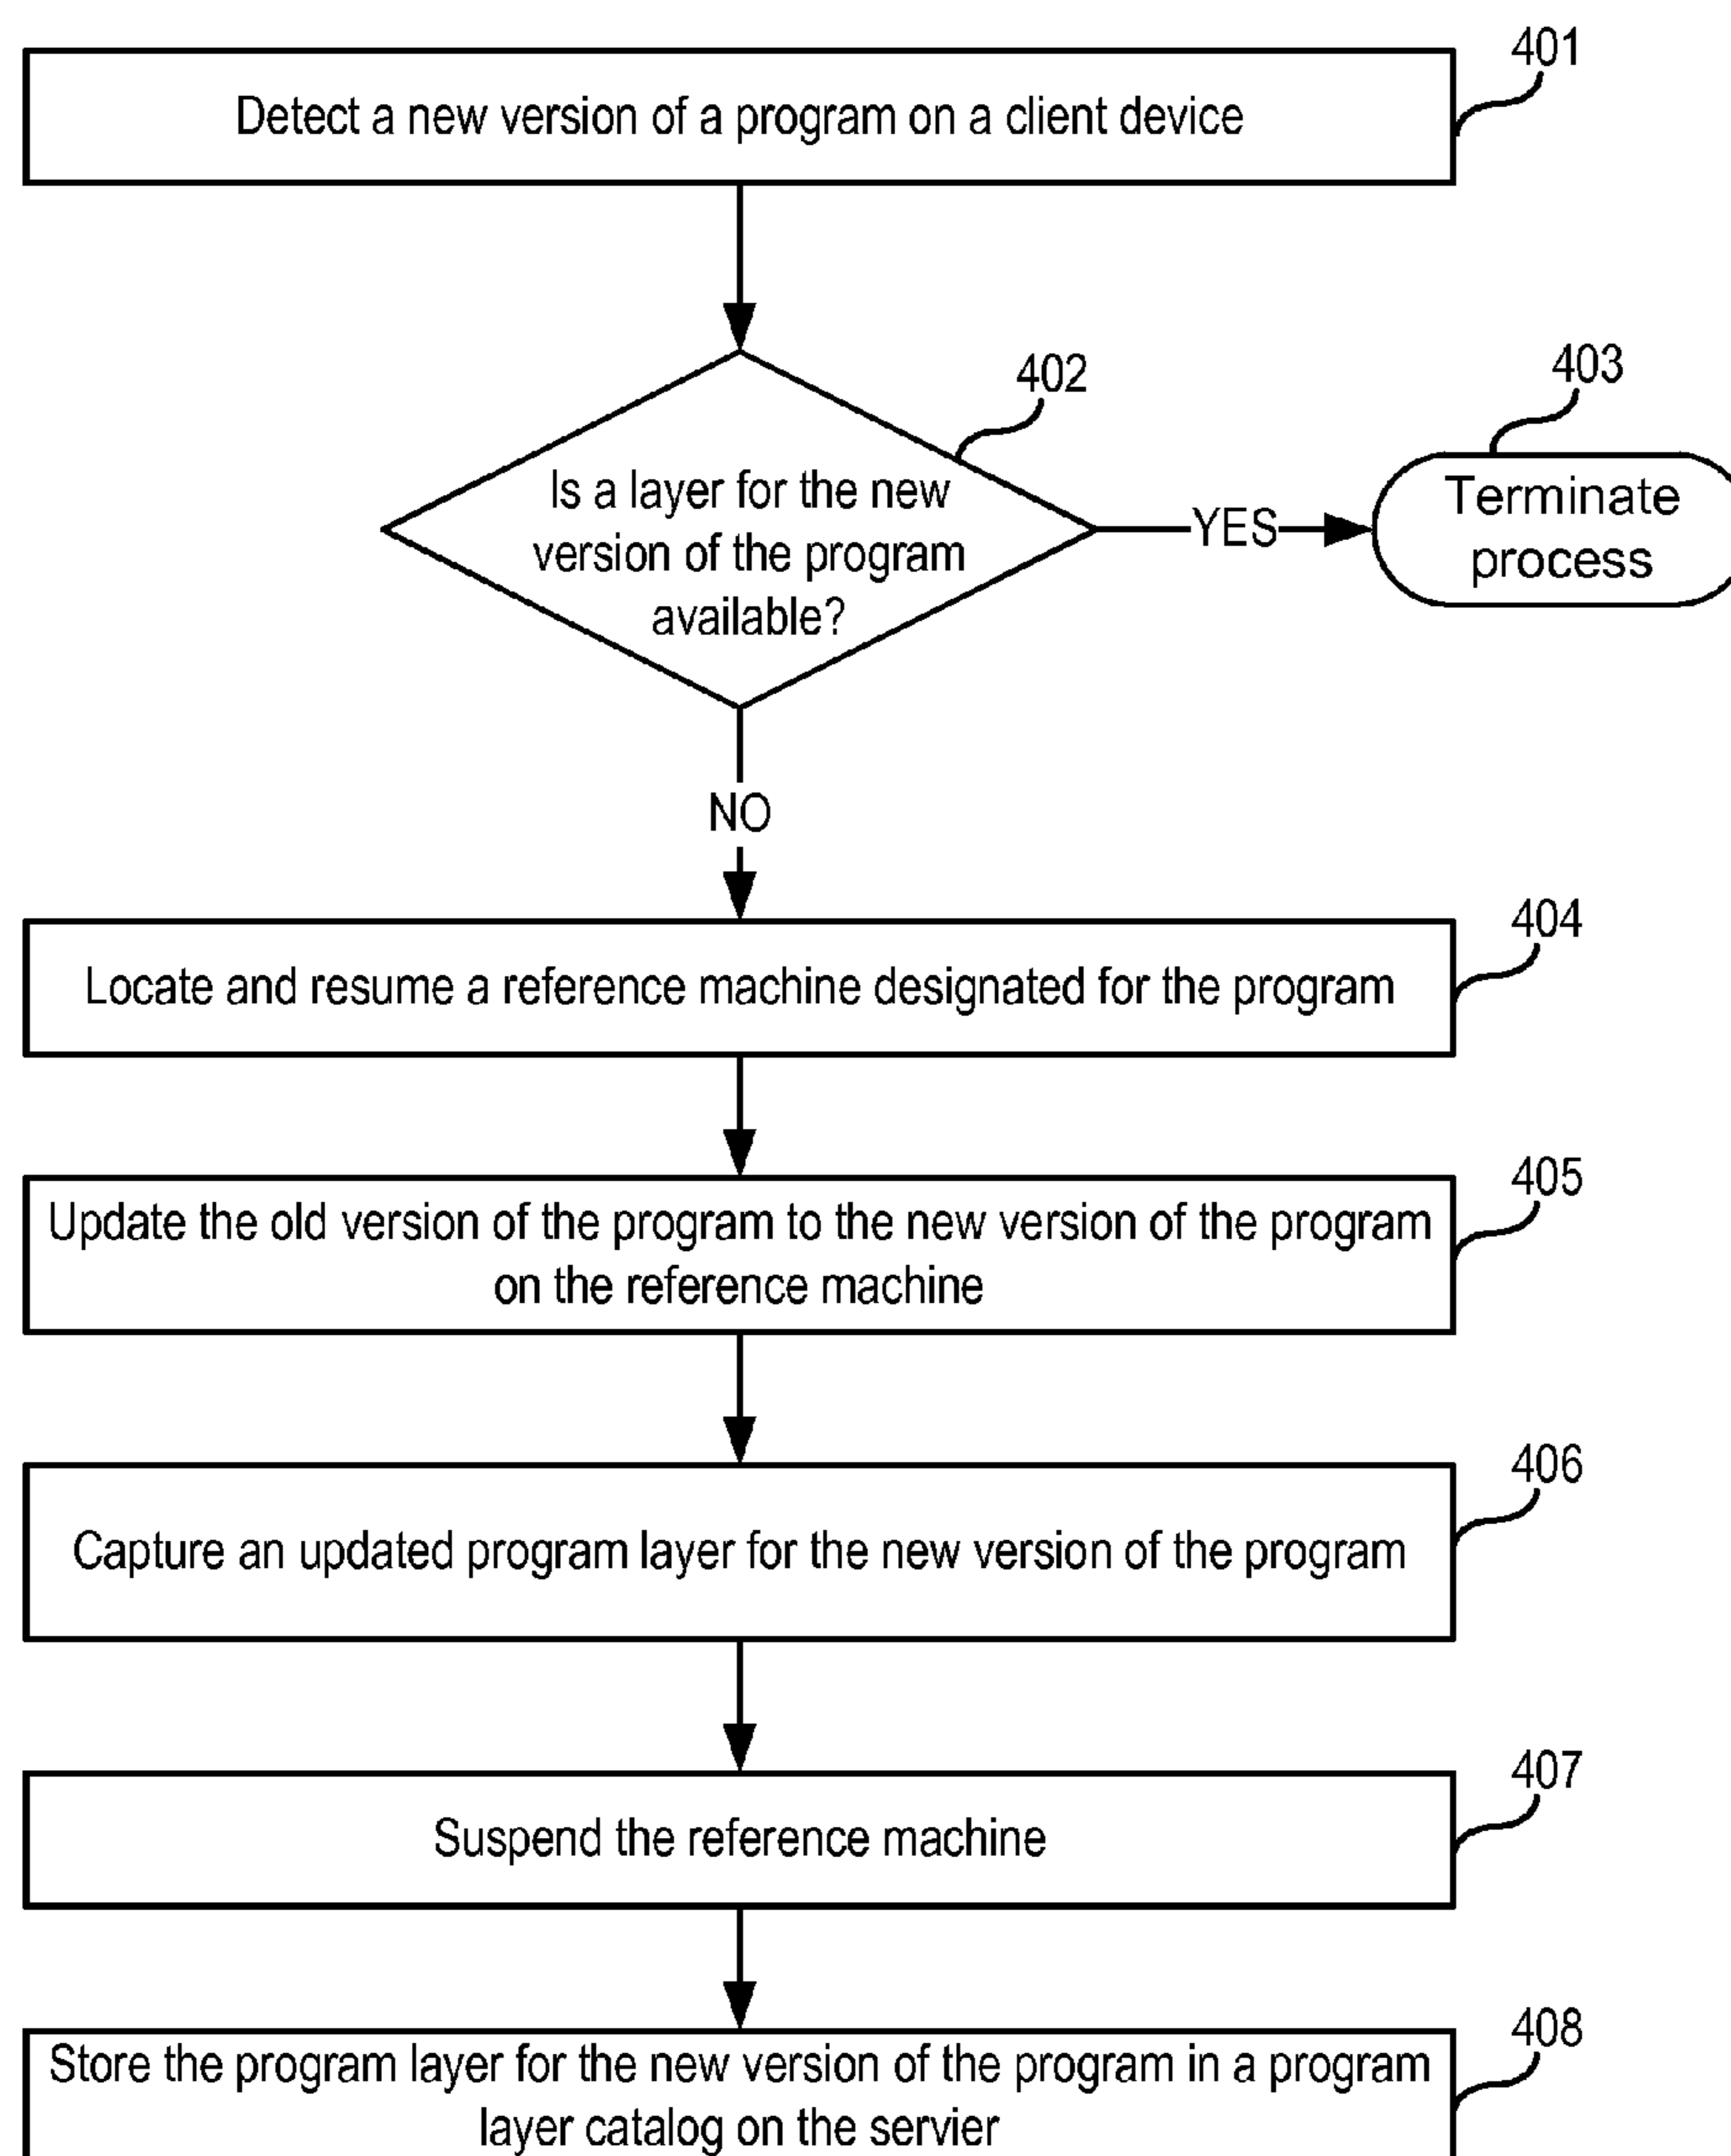 401
Detect a new version of a program on a client device
402
Is a layer for the new
version of the program
available?
YES
403
Terminate
process
NO
404
Locate and resume a reference machine designated for the program
405
Update the old version of the program to the new version of the program
on the reference machine
406
Capture an updated program layer for the new version of the program
407
Suspend the reference machine
408
Store the program layer for the new version of the program in a program
layer catalog on the servier